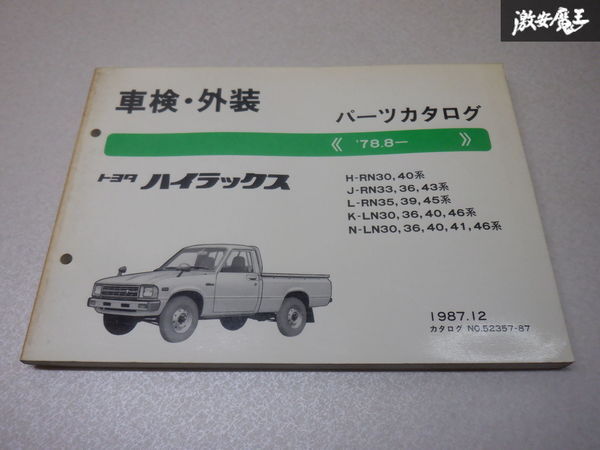 激安魔王
車検・外装
パーツカタログ
《 '78.8− 》
トヨタ ハイラックス
H-RN30,40系
J-RN33,36,43系
L-RN35,39,45系
K-LN30,36,40,46系
N-LN30,36,40,41,46系
1987.12
カタログ NO.52357-87